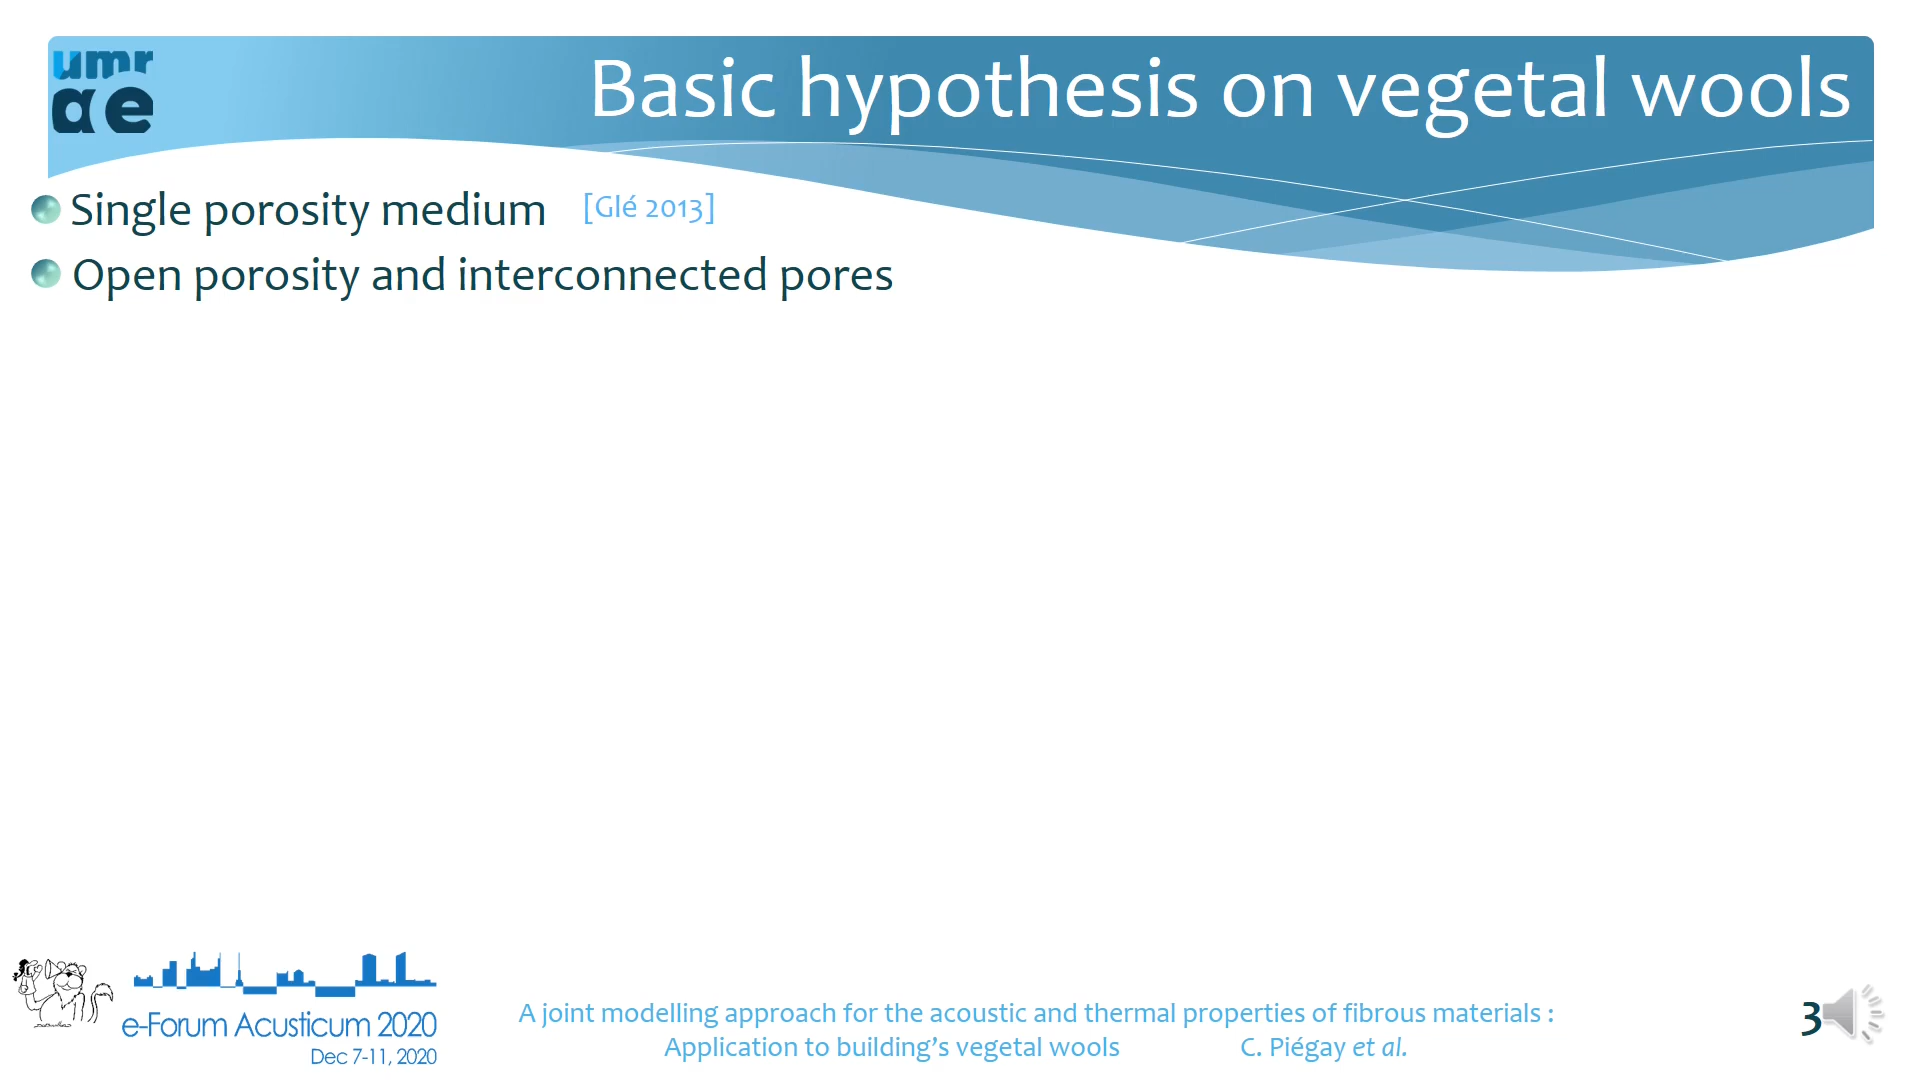 umr
ae
Basic hypothesis on vegetal wools
Single porosity medium [Glé 2013]
Open porosity and interconnected pores
e-Forum Acusticum 2020
Dec 7-11, 2020
A joint modelling approach for the acoustic and thermal properties of fibrous materials :
Application to building’s vegetal wools C. Piégay et al.
3